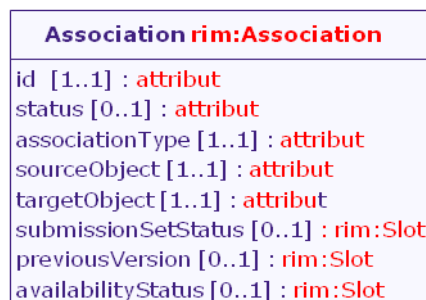 Association rim:Association
id [1..1] : attribut
status [0..1] : attribut
associationType [1..1] : attribut
sourceObject [1..1] : attribut
targetObject [1..1] : attribut
submissionSetStatus [0..1] : rim:Slot
previousVersion [0..1] : rim:Slot
availabilityStatus [0..1] : rim:Slot